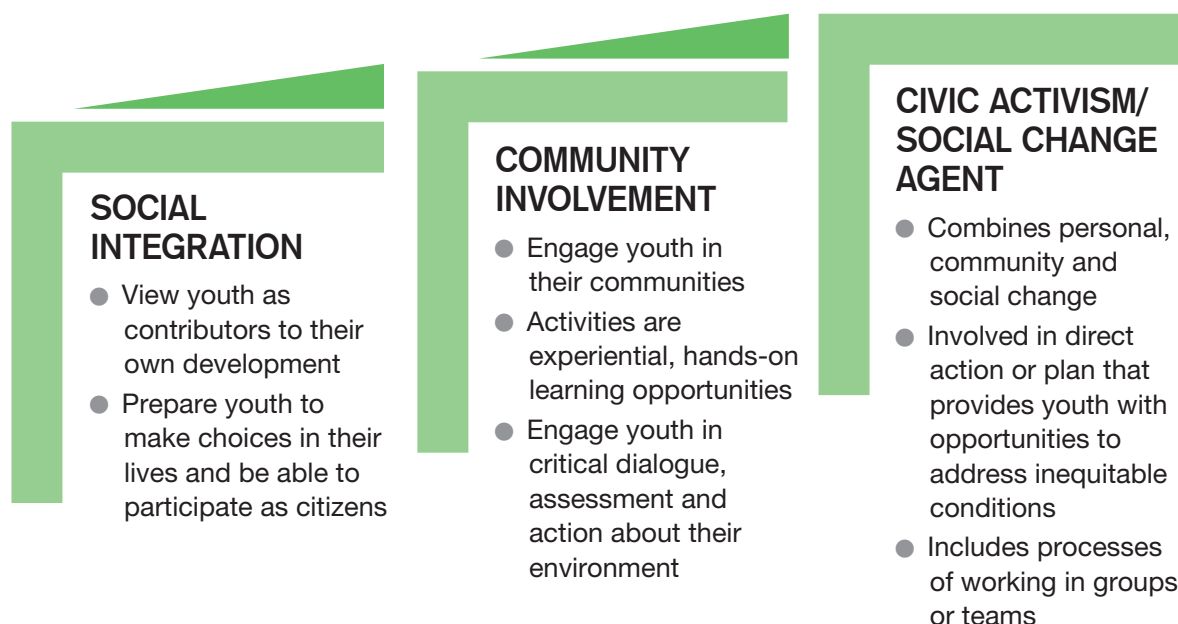 SOCIAL
INTEGRATION
● View youth as
contributors to their
own development
● Prepare youth to
make choices in their
lives and be able to
participate as citizens
COMMUNITY
INVOLVEMENT
● Engage youth in
their communities
● Activities are
experiential, hands-on
learning opportunities
● Engage youth in
critical dialogue,
assessment and
action about their
environment
CIVIC ACTIVISM/
SOCIAL CHANGE
AGENT
● Combines personal,
community and
social change
● Involved in direct
action or plan that
provides youth with
opportunities to
address inequitable
conditions
● Includes processes
of working in groups
or teams